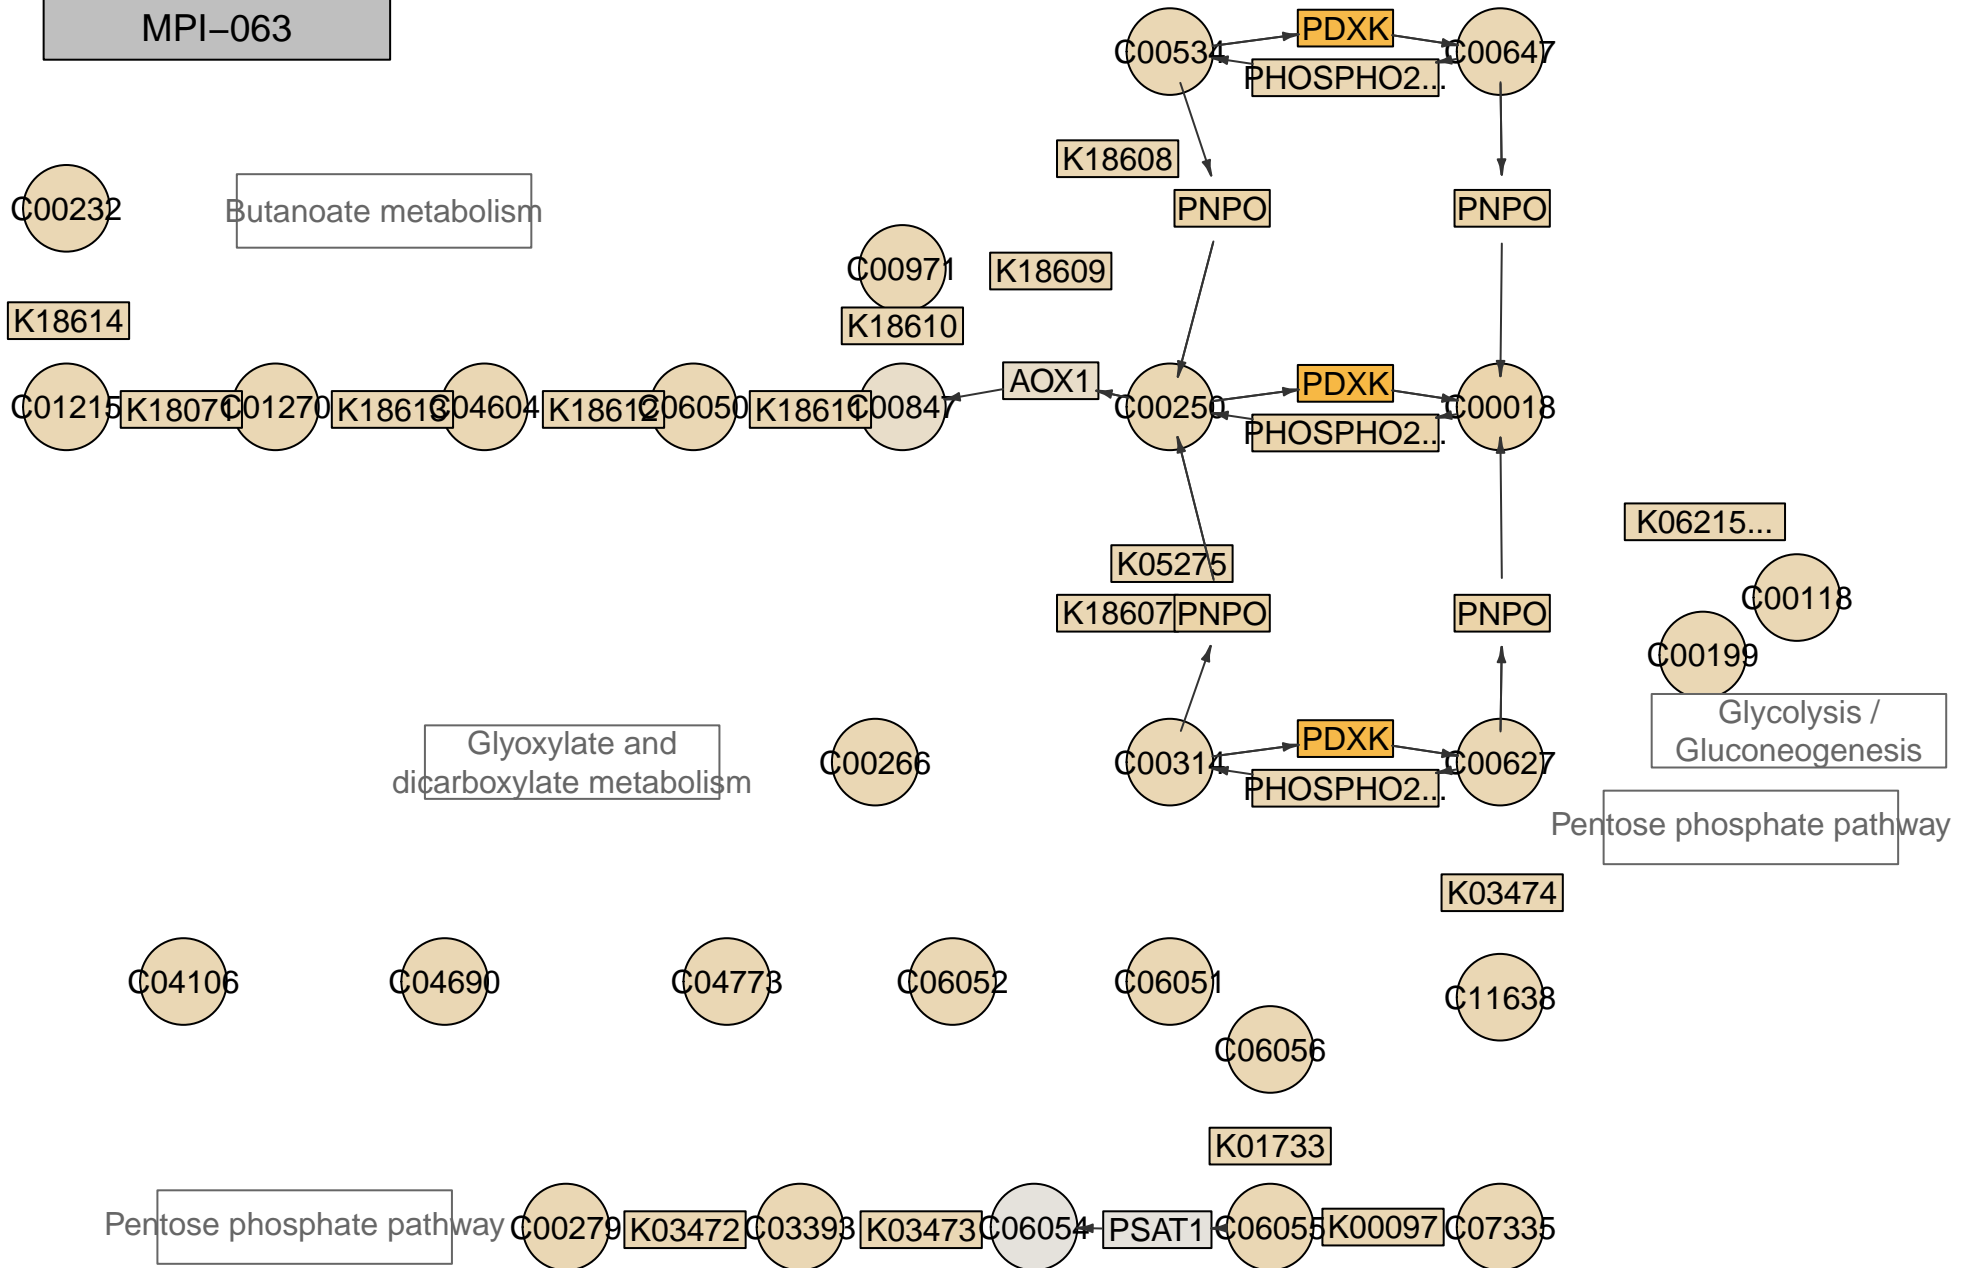 MPI−063
C00534
PDXK
C00647
PHOSPHO2...
K18608
C00232
Butanoate metabolism
PNPO
PNPO
C00971
K18609
K18614
K18610
C01215
K18071
C01270
K18613
C04604
K18612
C06050
K18611
C00847
AOX1
C00250
PDXK
C00018
PHOSPHO2...
K06215...
K05275
C00118
K18607
PNPO
PNPO
C00199
Glycolysis /
Gluconeogenesis
Glyoxylate and
dicarboxylate metabolism
C00266
C00314
PDXK
C00627
PHOSPHO2...
Pentose phosphate pathway
K03474
C04106
C04690
C04773
C06052
C06051
C11638
C06056
K01733
Pentose phosphate pathway
C00279
K03472
C03393
K03473
C06054
PSAT1
C06055
K00097
C07335